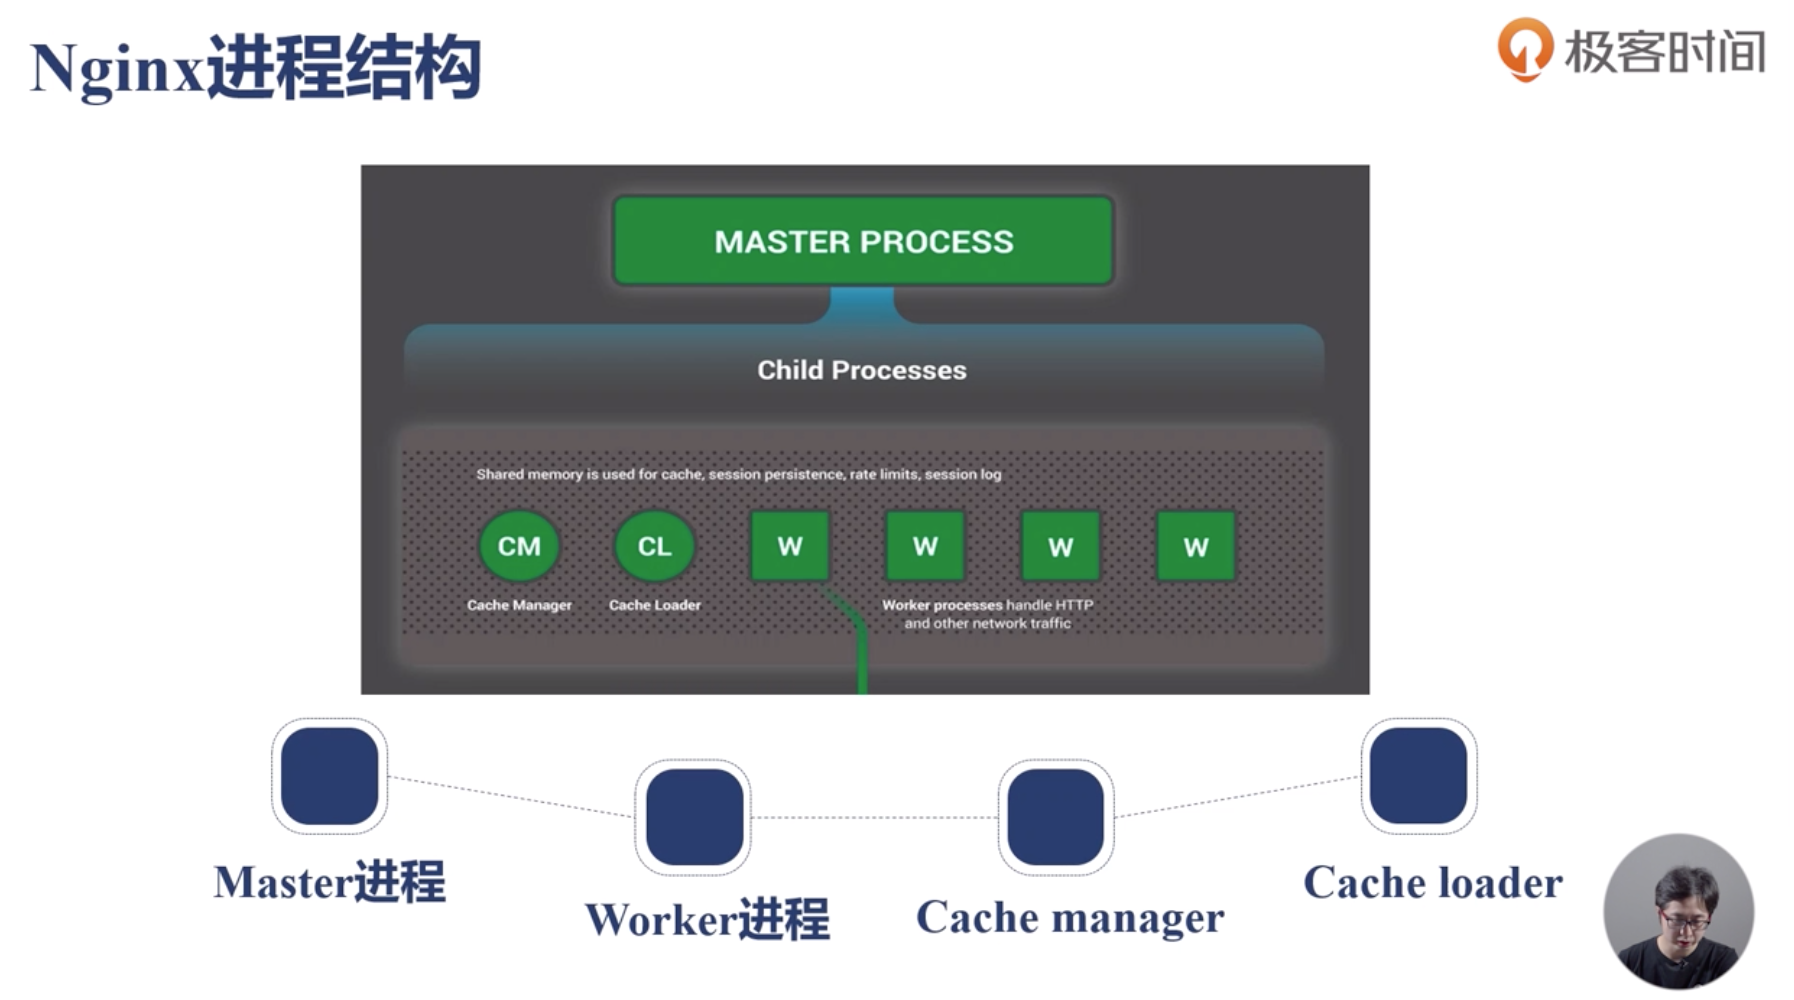 Nginx进程结构
极客时间
MASTER PROCESS
Child Processes
Shared memory is used for cache, session persistence, rate limits, session log
CM
CL
W
W
W
W
Cache Manager
Cache Loader
Worker processes handle HTTP
and other network traffic
Master进程
Worker进程
Cache manager
Cache loader